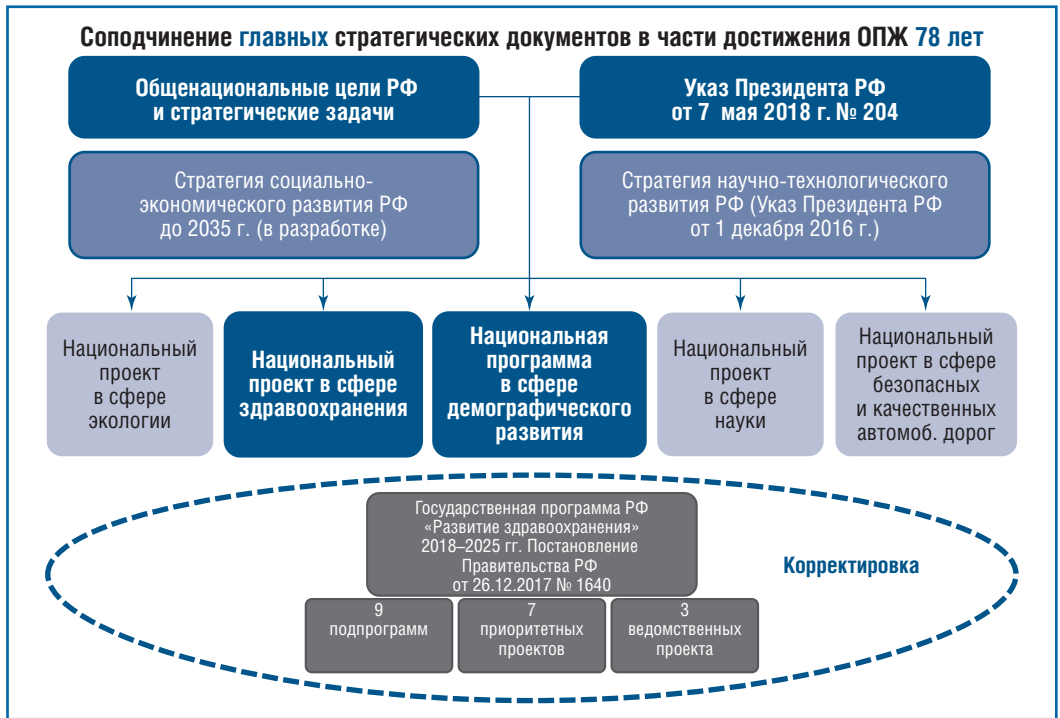 Соподчинение главных стратегических документов в части достижения ОПЖ 78 лет
Общенациональные цели РФ
и стратегические задачи
Указ Президента РФ
от 7 мая 2018 г. № 204
Стратегия социально-
экономического развития РФ
до 2035 г. (в разработке)
Стратегия научно-технологического
развития РФ (Указ Президента РФ
от 1 декабря 2016 г.)
Национальный
проект
в сфере
экологии
Национальный
проект в сфере
здравоохранения
Национальная
программа
в сфере
демографического
развития
Национальный
проект
в сфере
науки
Национальный
проект в сфере
безопасных
и качественных
автомоб. дорог
Государственная программа РФ
«Развитие здравоохранения»
2018–2025 гг. Постановление
Правительства РФ
от 26.12.2017 № 1640
Корректировка
9
подпрограмм
7
приоритетных
проектов
3
ведомственных
проекта